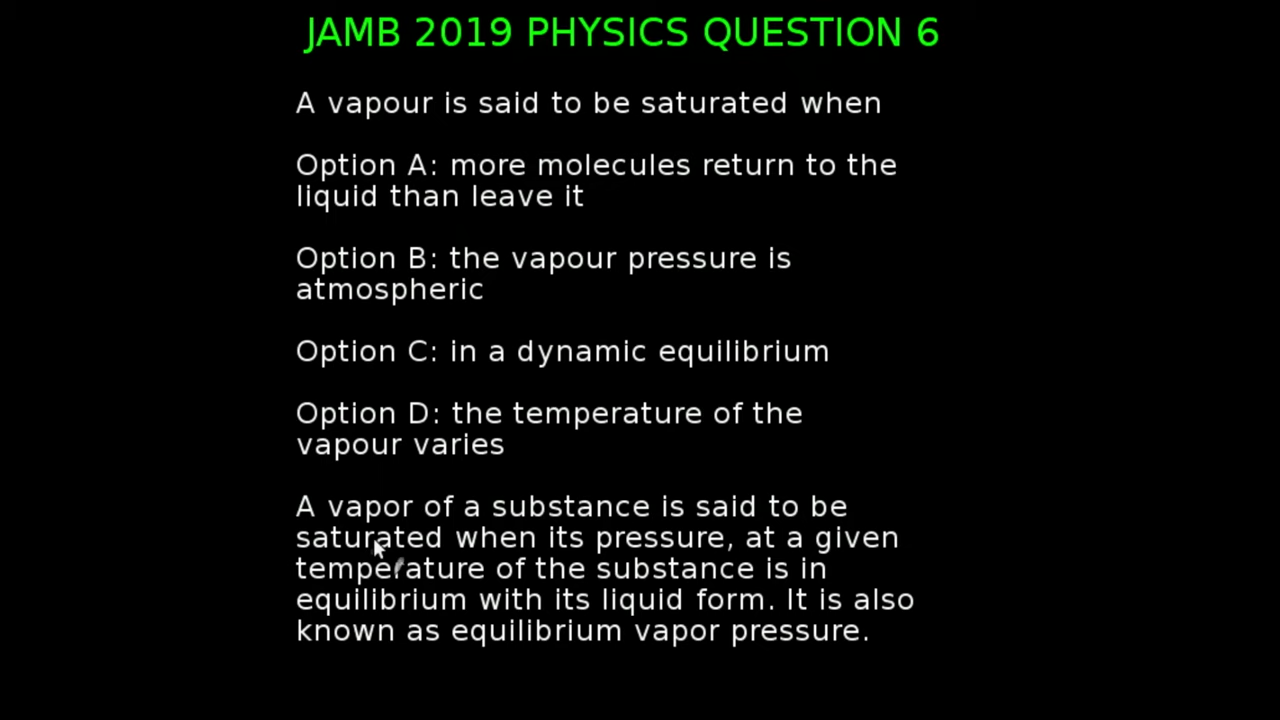 JAMB 2019 PHYSICS QUESTION 6
A vapour is said to be saturated when
Option A: more molecules return to the
liquid than leave it
Option B: the vapour pressure is
atmospheric
Option C: in a dynamic equilibrium
Option D: the temperature of the
vapour varies
A vapor of a substance is said to be
saturated when its pressure, at a given
temperature of the substance is in
equilibrium with its liquid form. It is also
known as equilibrium vapor pressure.